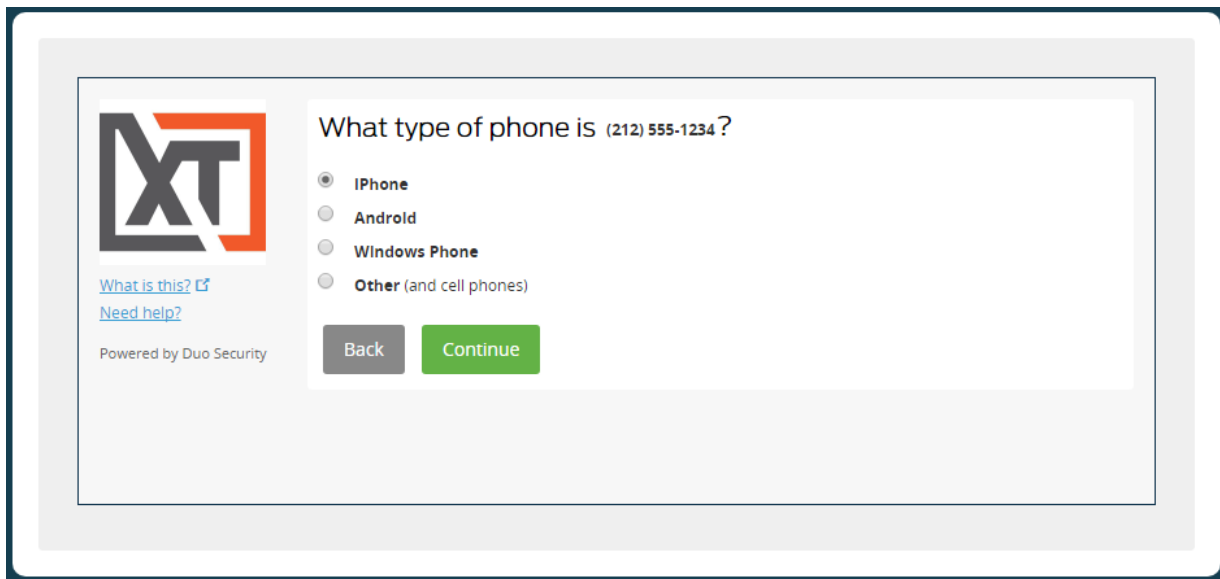 XT
What type of phone is (212) 555-1234?
IPhone
Android
Windows Phone
Other (and cell phones)
What is this?
Need help?
Back
Continue
Powered by Duo Security